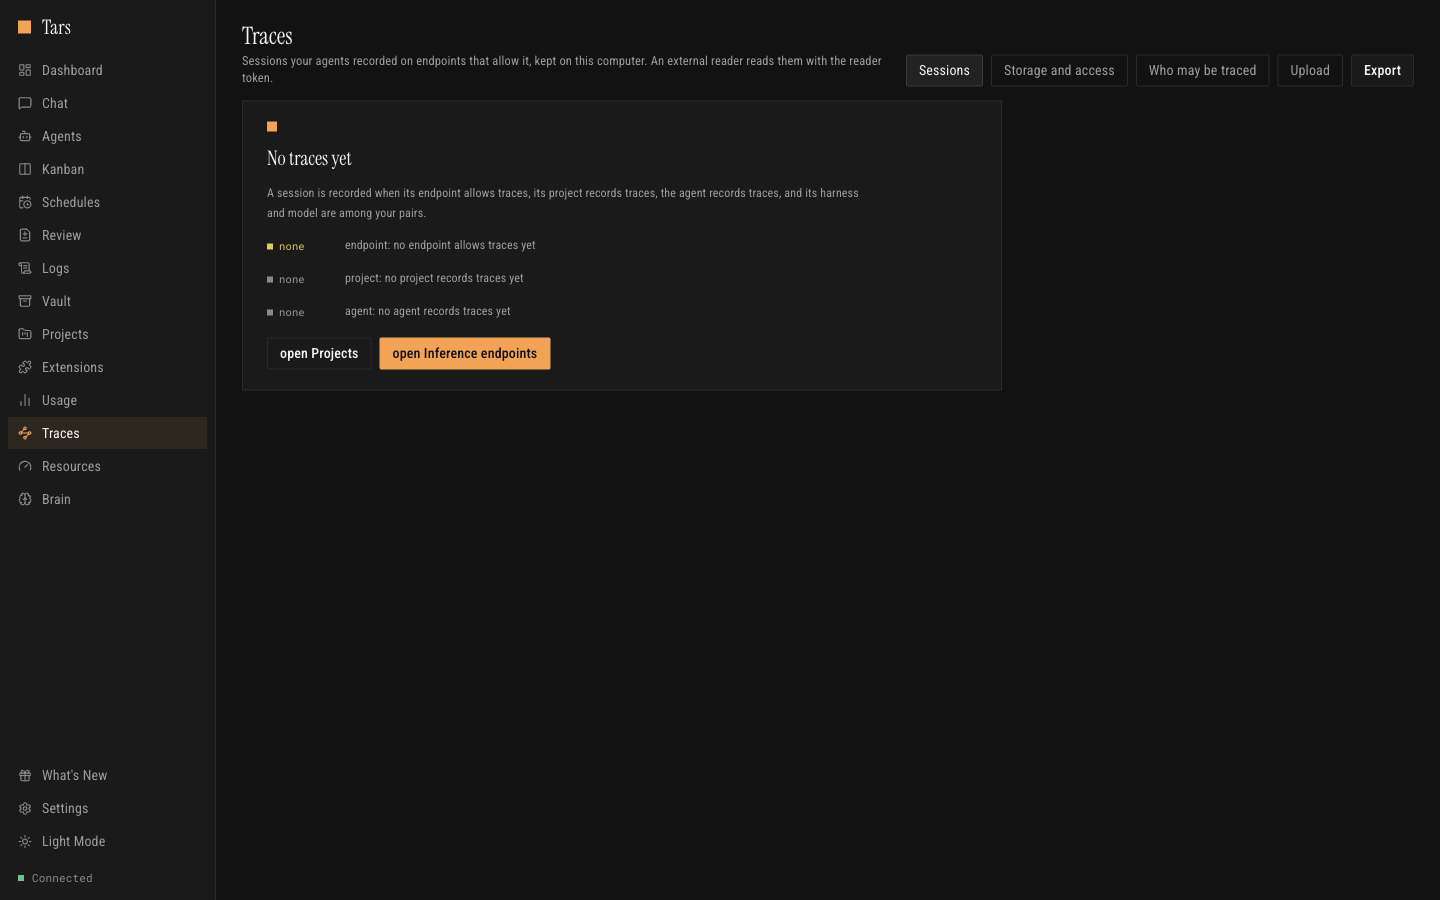 Tars
Dashboard
Chat
Agents
Kanban
Schedules
Review
Logs
Vault
Projects
Extensions
Usage
Traces
Resources
Brain
What's New
Settings
Light Mode
Connected
Traces
Sessions your agents recorded on endpoints that allow it, kept on this computer. An external reader reads them with the reader
token.
Sessions
Storage and access
Who may be traced
Upload
Export
No traces yet
A session is recorded when its endpoint allows traces, its project records traces, the agent records traces, and its harness
and model are among your pairs.
none endpoint: no endpoint allows traces yet
none project: no project records traces yet
none agent: no agent records traces yet
open Projects
open Inference endpoints